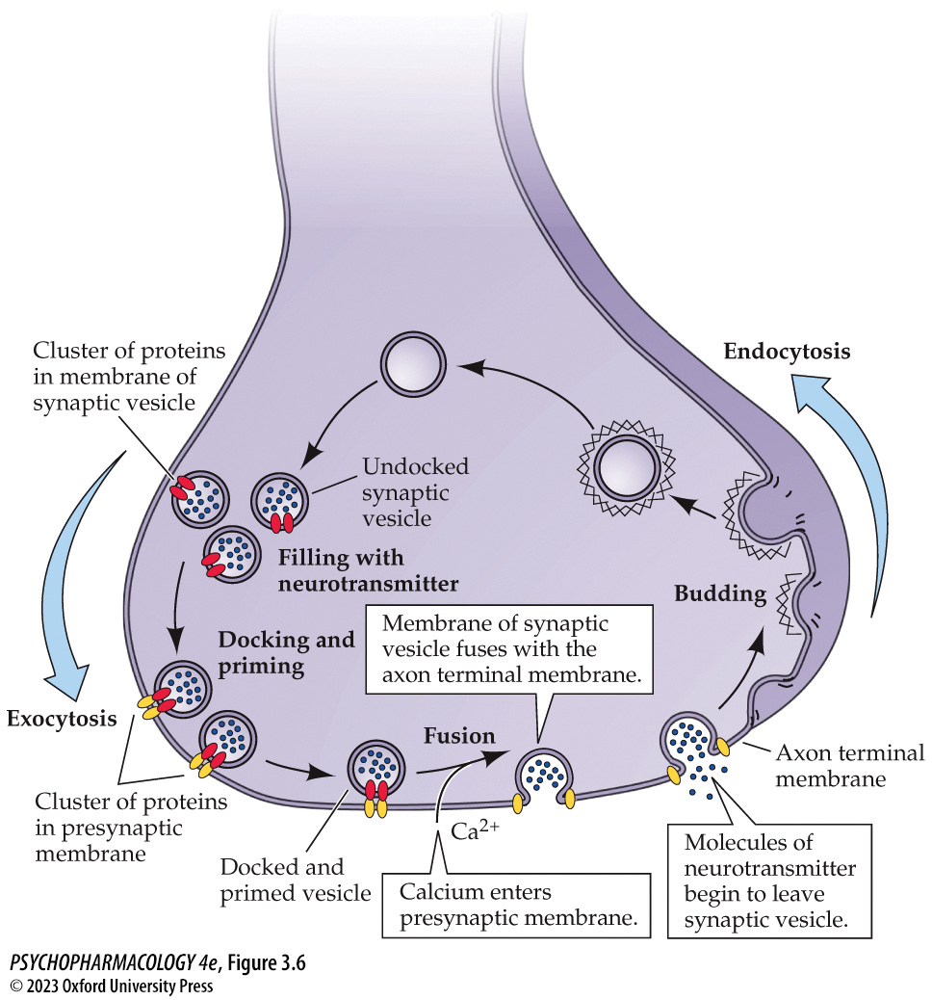 Cluster of proteins
in membrane of
synaptic vesicle
Endocytosis
Undocked
synaptic
vesicle
Filling with
neurotransmitter
Budding
Docking and
priming
Membrane of synaptic
vesicle fuses with the
axon terminal membrane.
Exocytosis
Fusion
Axon terminal
membrane
Cluster of proteins
in presynaptic
membrane
Ca²⁺
Docked and
primed vesicle
Calcium enters
presynaptic membrane.
Molecules of
neurotransmitter
begin to leave
synaptic vesicle.
PSYCHOPHARMACOLOGY 4e, Figure 3.6
© 2023 Oxford University Press